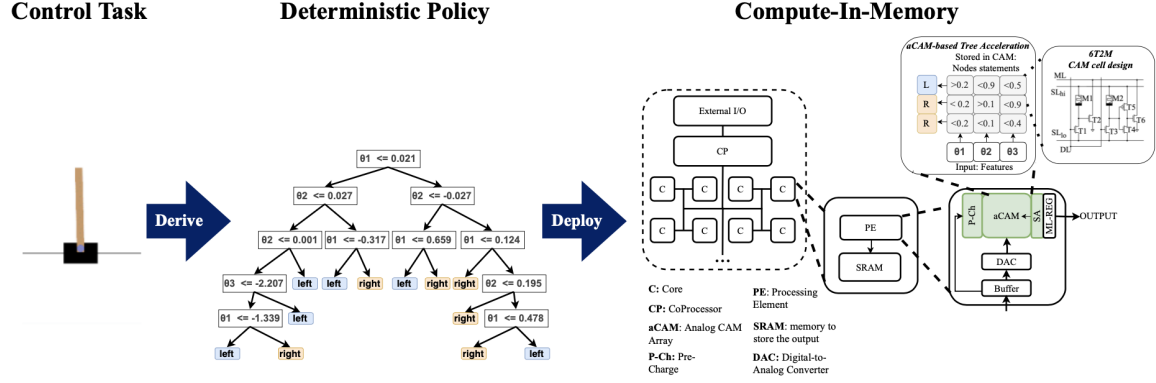 Control Task
Deterministic Policy
Compute-In-Memory
Derive
θ1 <= 0.021
θ2 <= 0.027
θ2 <= -0.027
θ2 <= 0.001
θ1 <= -0.317
θ1 <= 0.659
θ1 <= 0.124
θ3 <= -2.207
left
left
right
left
right
right
θ2 <= 0.195
θ1 <= -1.339
left
right
θ1 <= 0.478
left
right
right
left
Deploy
External I/O
CP
C C C C
C C C C
...
C: Core
CP: CoProcessor
aCAM: Analog CAM
Array
P-Ch: Pre-
Charge
PE: Processing
Element
SRAM: memory to
store the output
DAC: Digital-to-
Analog Converter
PE
SRAM
aCAM-based Tree Acceleration
Stored in CAM:
Nodes statements
L >0.2 <0.9 <0.5
R < 0.2 >0.1 <0.9
R <0.2 <0.1 <0.4
θ1 θ2 θ3
Input: Features
6T2M
CAM cell design
ML
SLhi
M1 M2
T5
T2 T6
SLlo
T1 T3 T4
DL
P-Ch
aCAM
SA
ML-REG
OUTPUT
DAC
Buffer